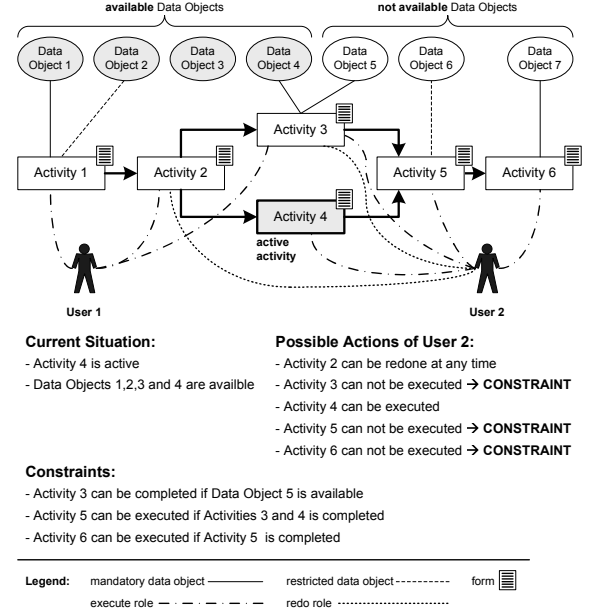 available Data Objects
not available Data Objects
Data Object 1
Data Object 2
Data Object 3
Data Object 4
Data Object 5
Data Object 6
Data Object 7
Activity 3
Activity 1
Activity 2
Activity 5
Activity 6
Activity 4
active activity
User 1
User 2
Current Situation:
- Activity 4 is active
- Data Objects 1,2,3 and 4 are availble
Possible Actions of User 2:
- Activity 2 can be redone at any time
- Activity 3 can not be executed → CONSTRAINT
- Activity 4 can be executed
- Activity 5 can not be executed → CONSTRAINT
- Activity 6 can not be executed → CONSTRAINT
Constraints:
- Activity 3 can be completed if Data Object 5 is available
- Activity 5 can be executed if Activities 3 and 4 is completed
- Activity 6 can be executed if Activity 5 is completed
Legend: mandatory data object restricted data object form
execute role redo role